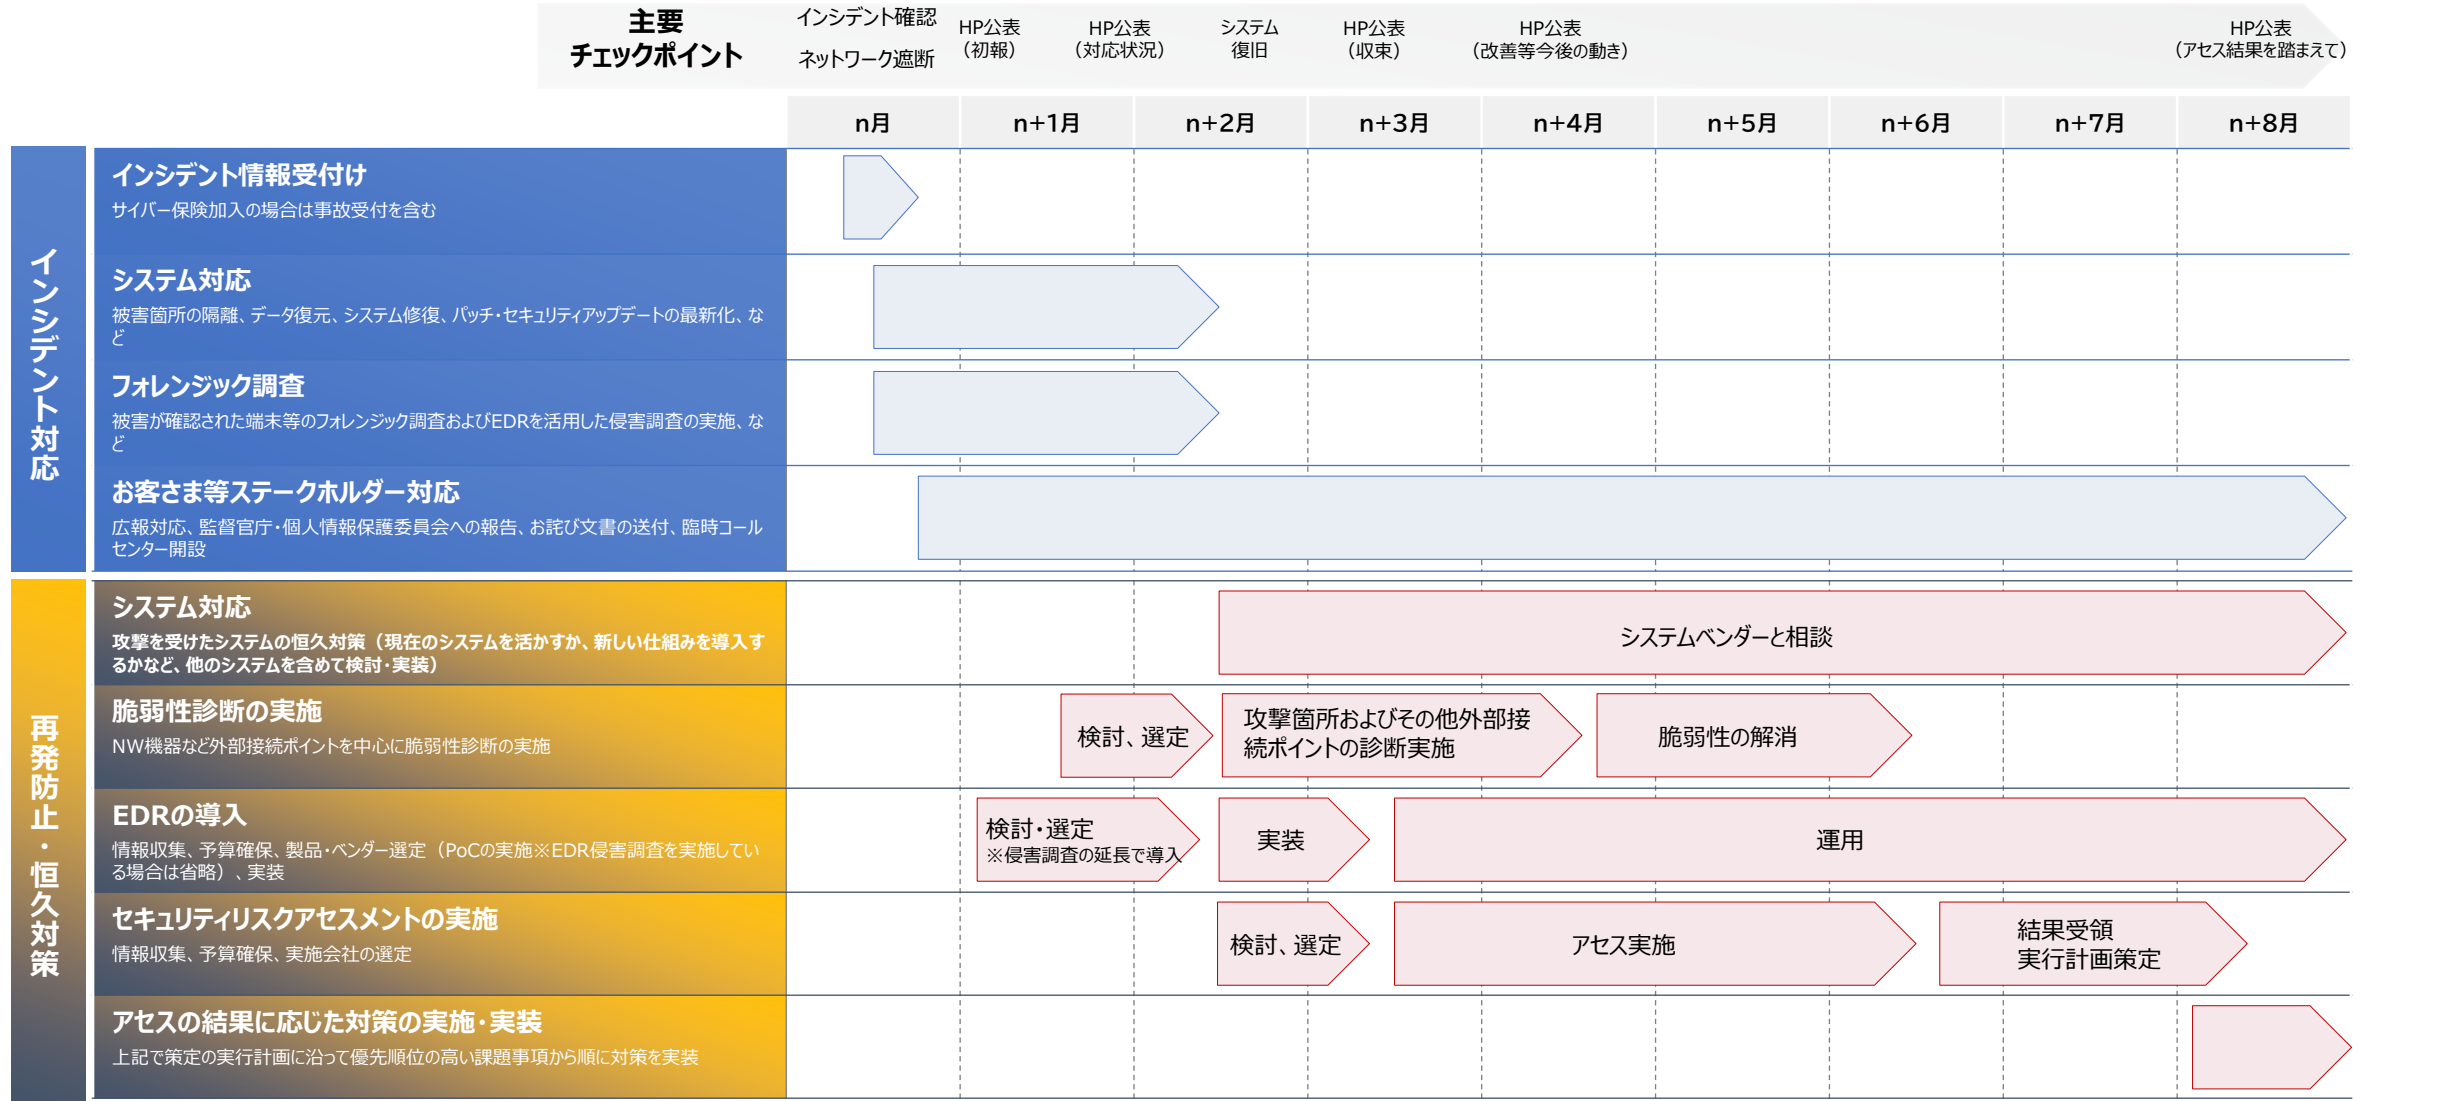 主要
チェックポイント
インシデント確認
ネットワーク遮断
HP公表
(初報)
HP公表
(対応状況)
システム
復旧
HP公表
(収束)
HP公表
(改善等今後の動き)
HP公表
(アセス結果を踏まえて)
n月
n+1月
n+2月
n+3月
n+4月
n+5月
n+6月
n+7月
n+8月
インシデント対応
インシデント情報受付け
サイバー保険加入の場合は事故受付を含む
システム対応
被害箇所の隔離、データ復元、システム修復、パッチ・セキュリティアップデートの最新化、な
ど
フォレンジック調査
被害が確認された端末等のフォレンジック調査およびEDRを活用した侵害調査の実施、な
ど
お客さま等ステークホルダー対応
広報対応、監督官庁・個人情報保護委員会への報告、お詫び文書の送付、臨時コール
センター開設
再発防止・恒久対策
システム対応
攻撃を受けたシステムの恒久対策（現在のシステムを活かすか、新しい仕組みを導入す
るかなど、他のシステムを含めて検討・実装）
システムベンダーと相談
脆弱性診断の実施
NW機器など外部接続ポイントを中心に脆弱性診断の実施
検討、選定
攻撃箇所およびその他外部接
続ポイントの診断実施
脆弱性の解消
EDRの導入
情報収集、予算確保、製品・ベンダー選定（PoCの実施※EDR侵害調査を実施してい
る場合は省略）、実装
検討・選定
※侵害調査の延長で導入
実装
運用
セキュリティリスクアセスメントの実施
情報収集、予算確保、実施会社の選定
検討、選定
アセス実施
結果受領
実行計画策定
アセスの結果に応じた対策の実施・実装
上記で策定の実行計画に沿って優先順位の高い課題事項から順に対策を実装